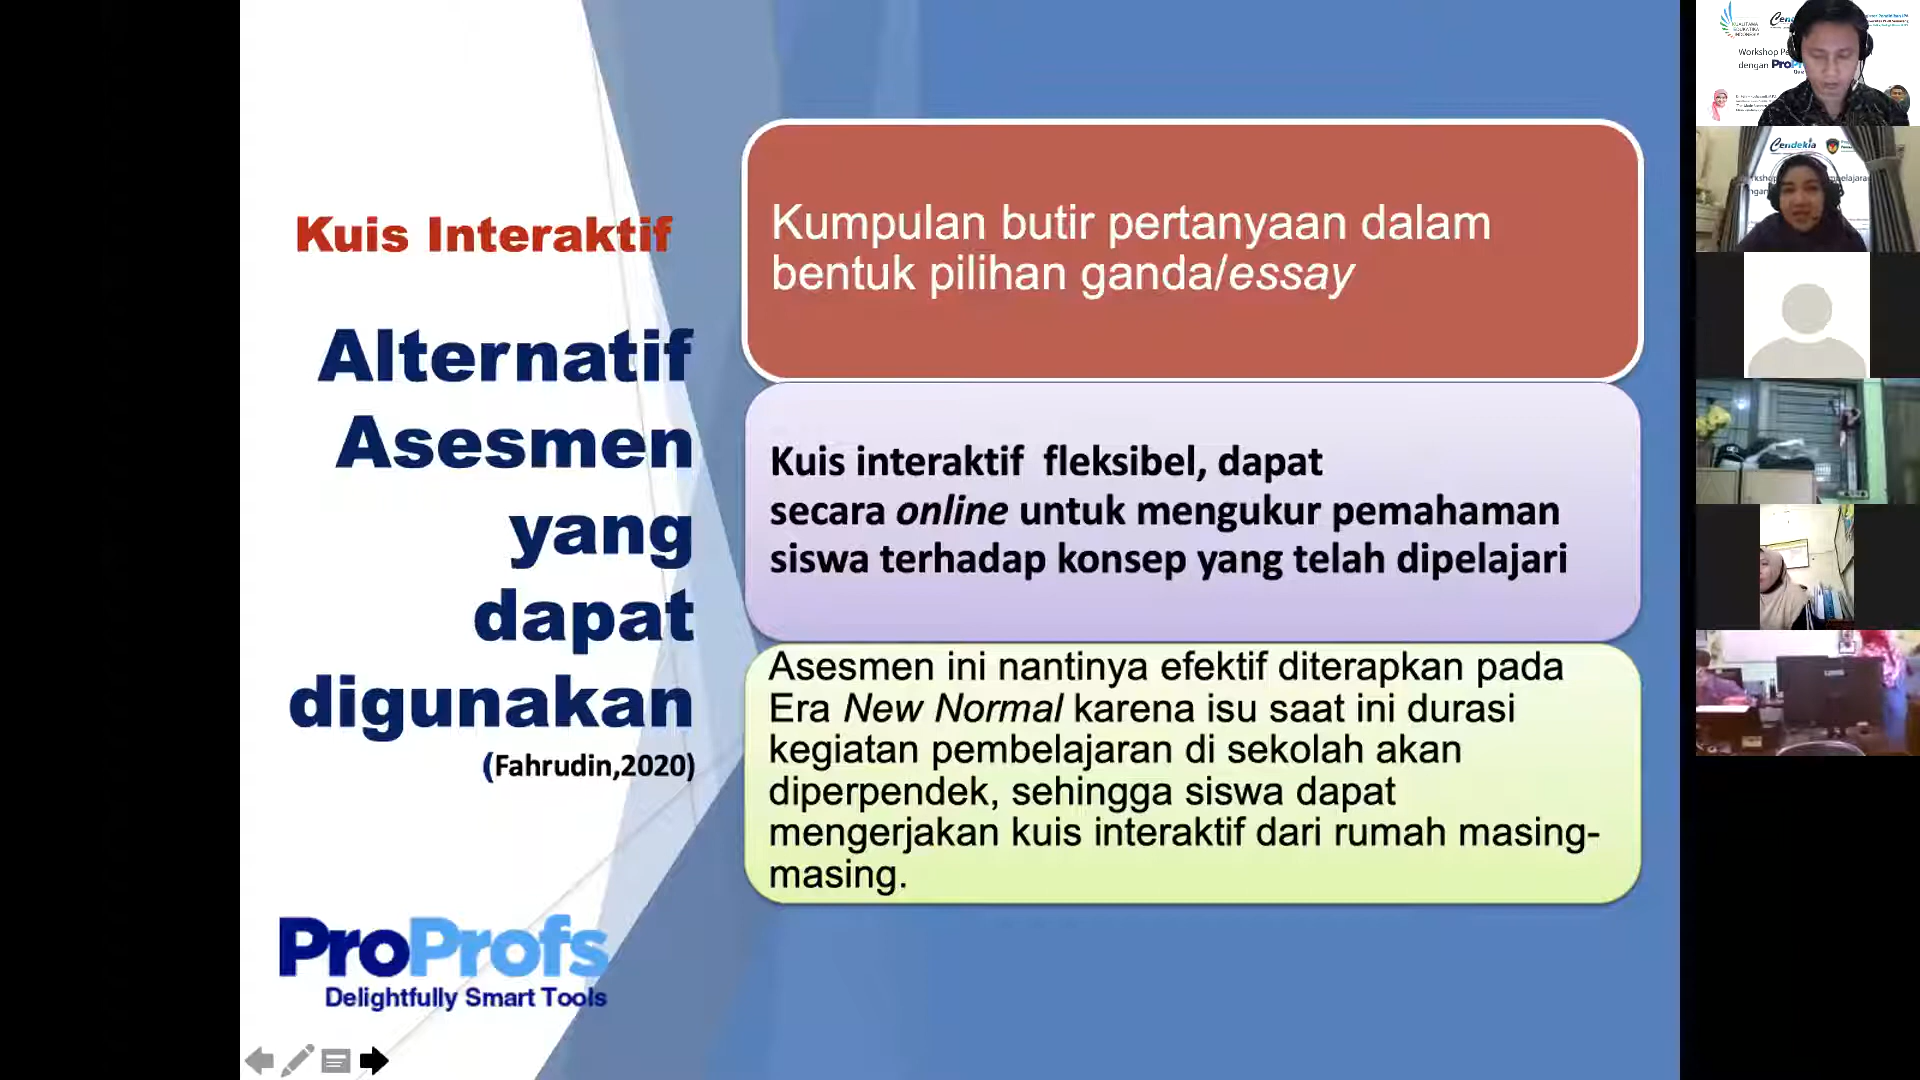 Kuis Interaktif
Alternatif
Asesmen
yang
dapat
digunakan
(Fahrudin,2020)
ProProfs
Delightfully Smart Tools
Kumpulan butir pertanyaan dalam
bentuk pilihan ganda/essay
Kuis interaktif fleksibel, dapat
secara online untuk mengukur pemahaman
siswa terhadap konsep yang telah dipelajari
Asesmen ini nantinya efektif diterapkan pada
Era New Normal karena isu saat ini durasi
kegiatan pembelajaran di sekolah akan
diperpendek, sehingga siswa dapat
mengerjakan kuis interaktif dari rumah masing-
masing.
Workshop
dengan
Cendekia